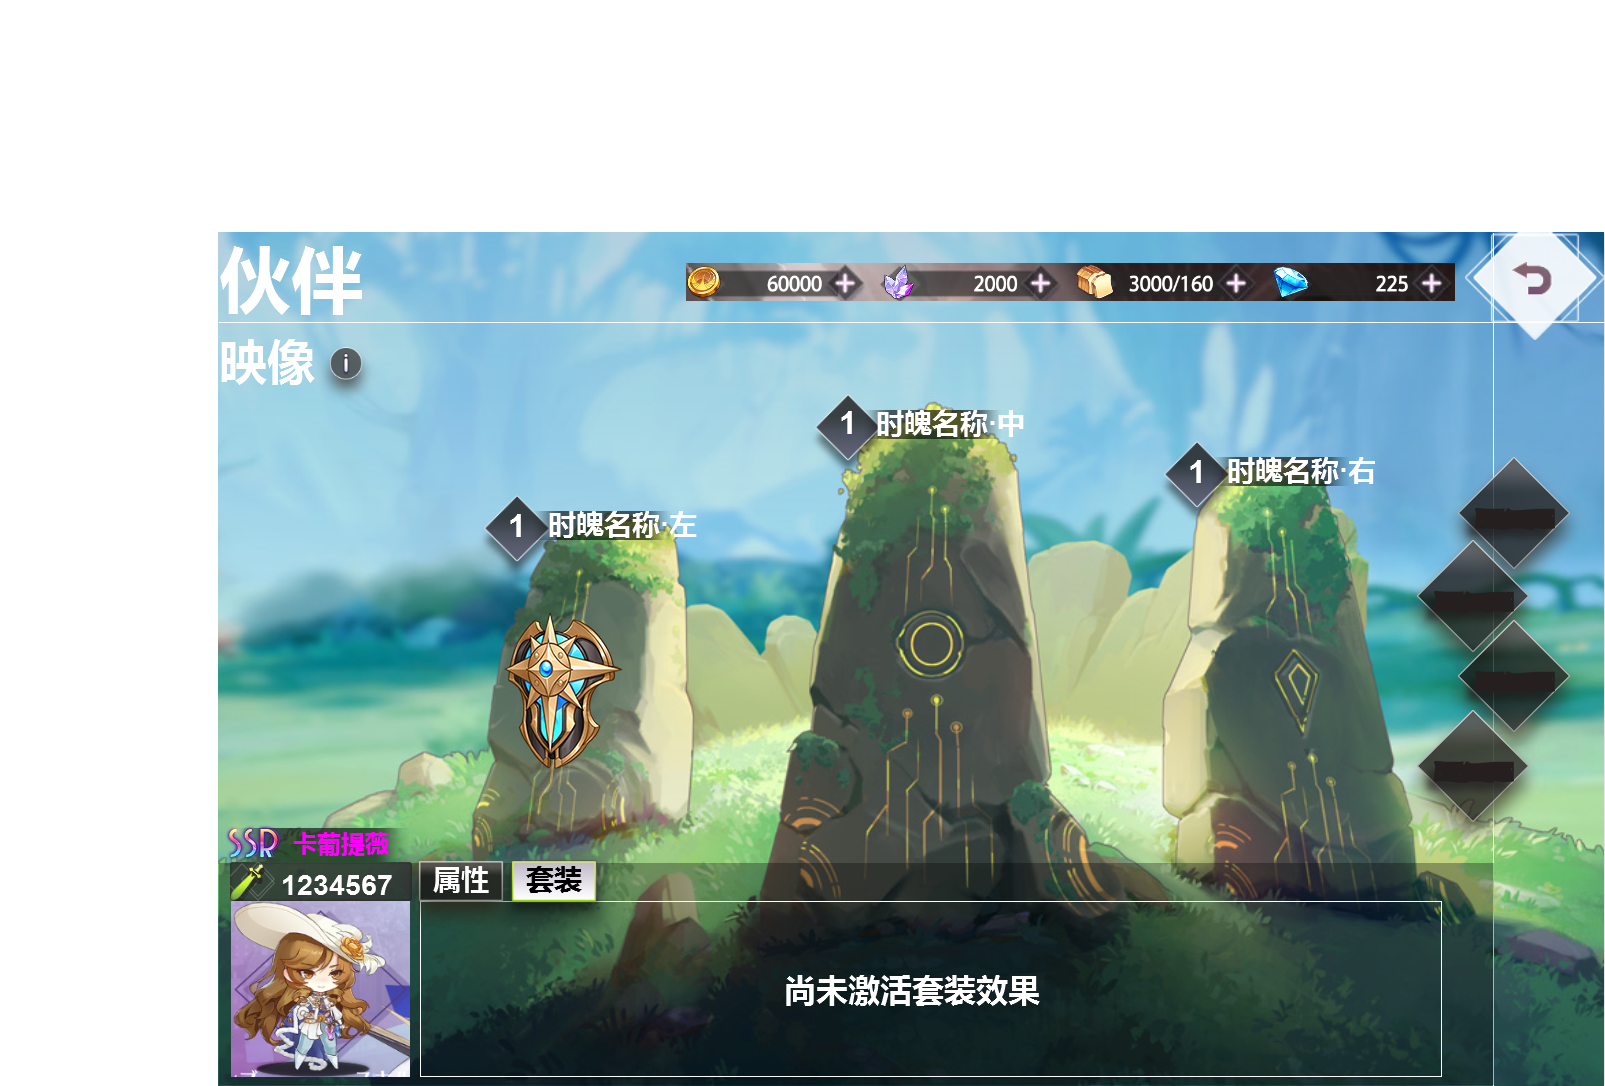 伙伴
60000
2000
3000/160
225
映像
i
1 时魄名称·中
1 时魄名称·右
1 时魄名称·左
SSR 卡葡提薇
1234567
属性
套装
尚未激活套装效果